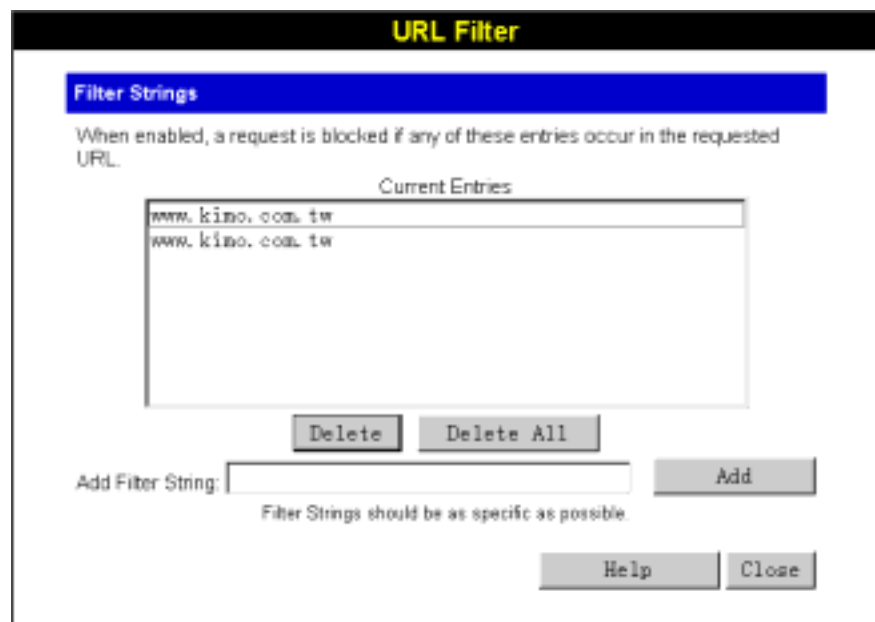 URL Filter
Filter Strings
When enabled, a request is blocked if any of these entries occur in the requested
URL.
Current Entries
www.kimo.com.tw
www.kimo.com.tw
Delete Delete All
Add Filter String: Add
Filter Strings should be as specific as possible.
Help Close